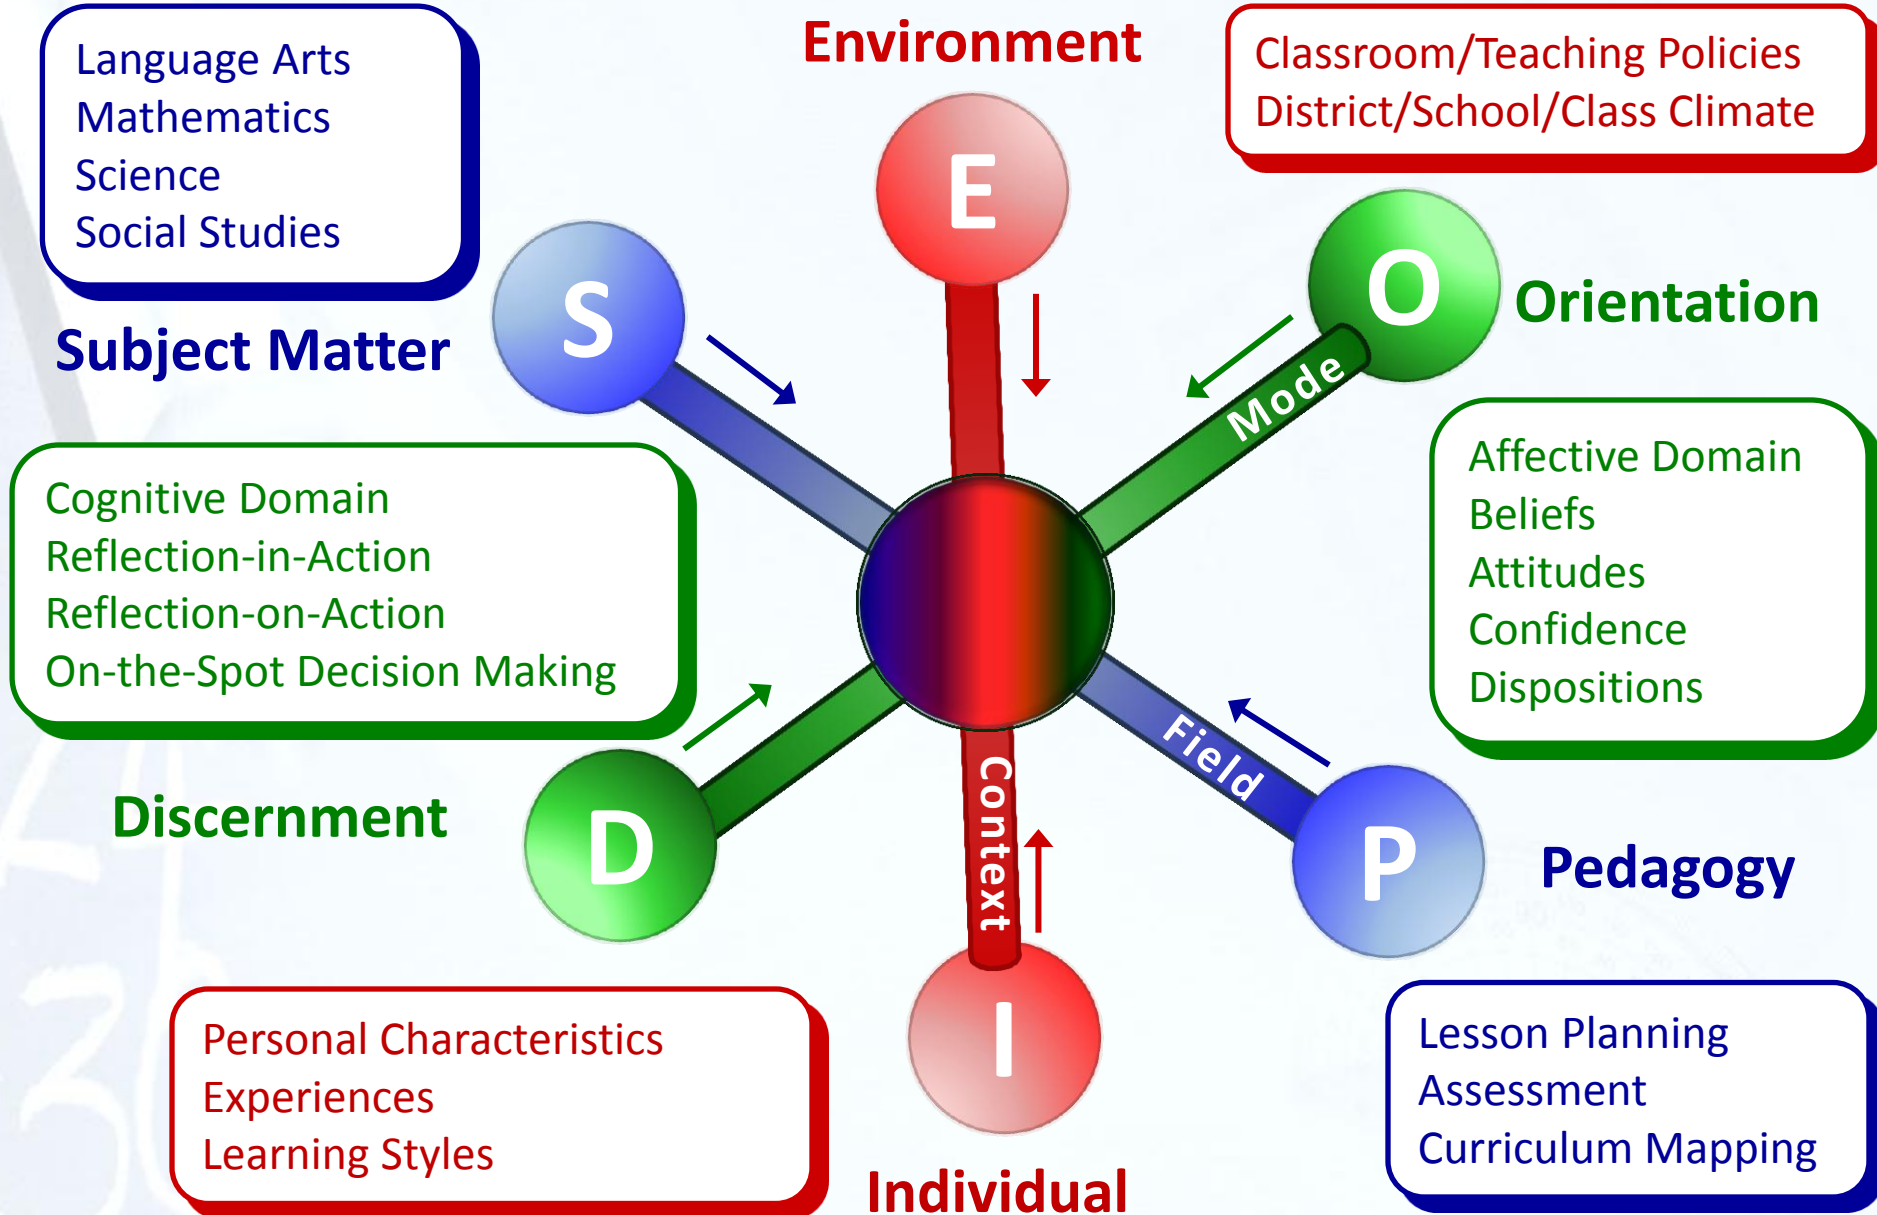 Language Arts
Mathematics
Science
Social Studies
Subject Matter
S
Environment
E
Classroom/Teaching Policies
District/School/Class Climate
O
Orientation
Mode
Affective Domain
Beliefs
Attitudes
Confidence
Dispositions
Cognitive Domain
Reflection-in-Action
Reflection-on-Action
On-the-Spot Decision Making
Discernment
D
Context
Field
P
Pedagogy
Personal Characteristics
Experiences
Learning Styles
I
Individual
Lesson Planning
Assessment
Curriculum Mapping